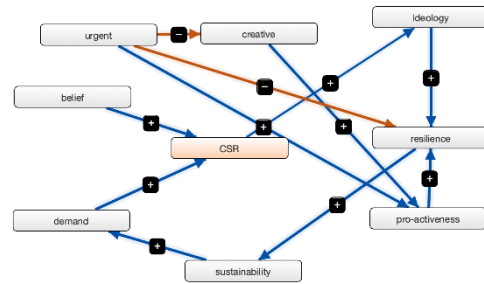 ideology
urgent
−
creative
+
+
−
belief
+
+
+
resilience
CSR
+
+
+
demand
pro-activeness
+
sustainability